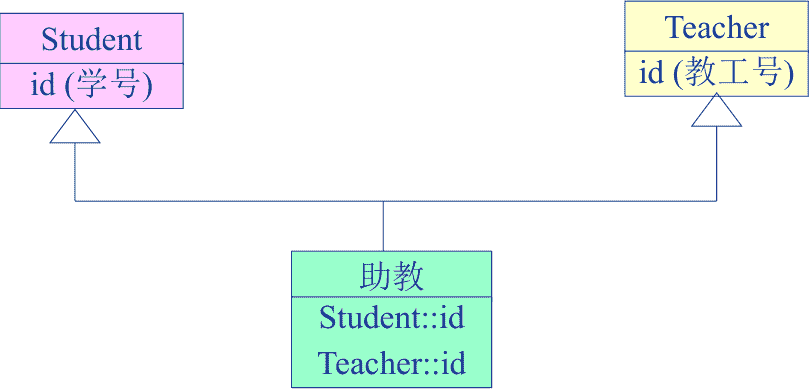 Student
id (学号)
Teacher
id (教工号)
助教
Student::id
Teacher::id